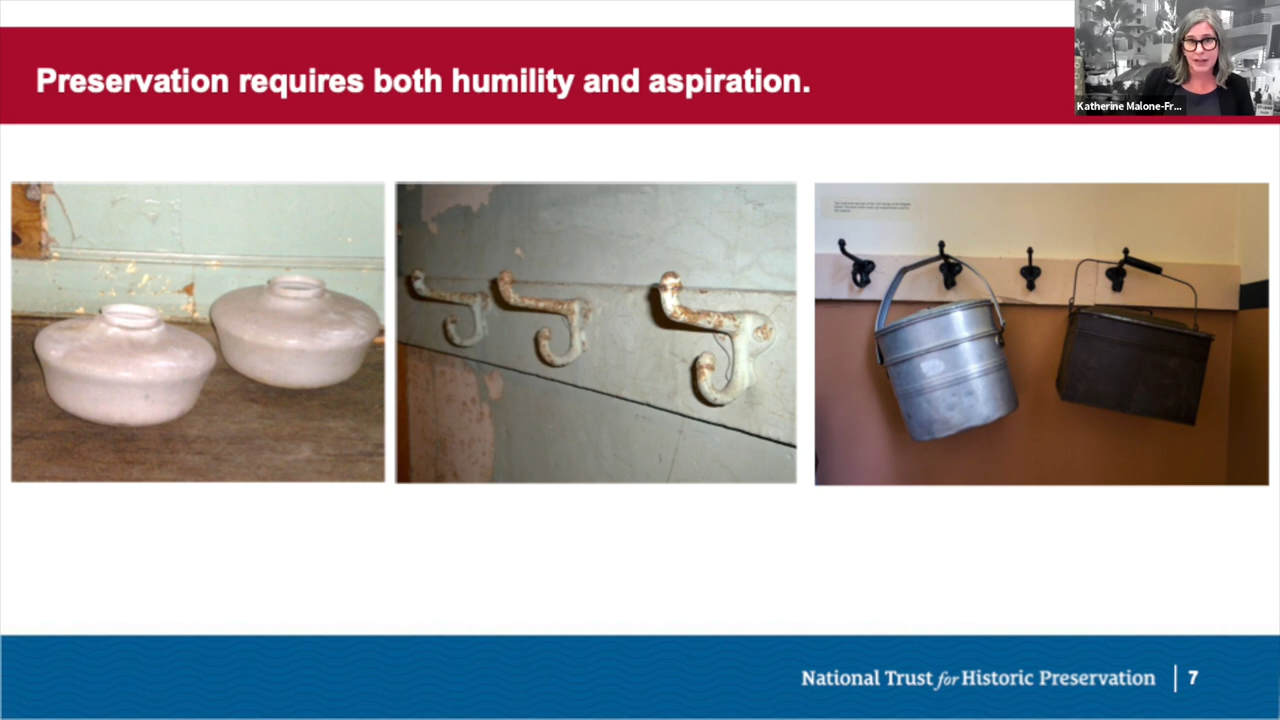 Preservation requires both humility and aspiration.
Katherine Malone-Fr...
National Trust for Historic Preservation
7